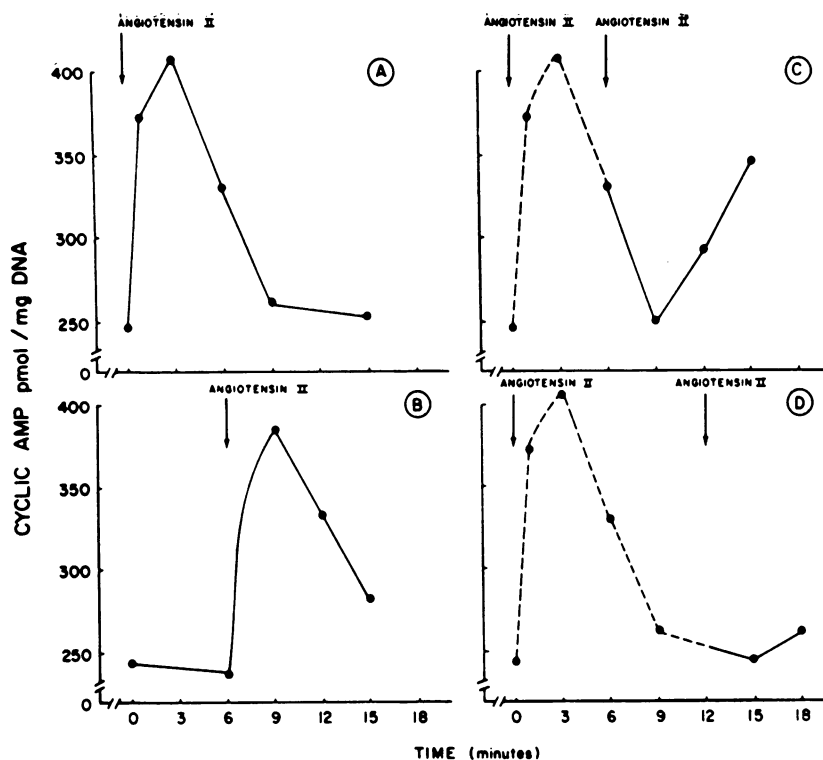 ANGIOTENSIN II
A
400
350
300
250
0
ANGIOTENSIN II
ANGIOTENSIN II
C
ANGIOTENSIN II
B
400
350
300
250
0
0 3 6 9 12 15 18
ANGIOTENSIN II
ANGIOTENSIN II
D
0 3 6 9 12 15 18
CYCLIC AMP pmol/mg DNA
TIME (minutes)